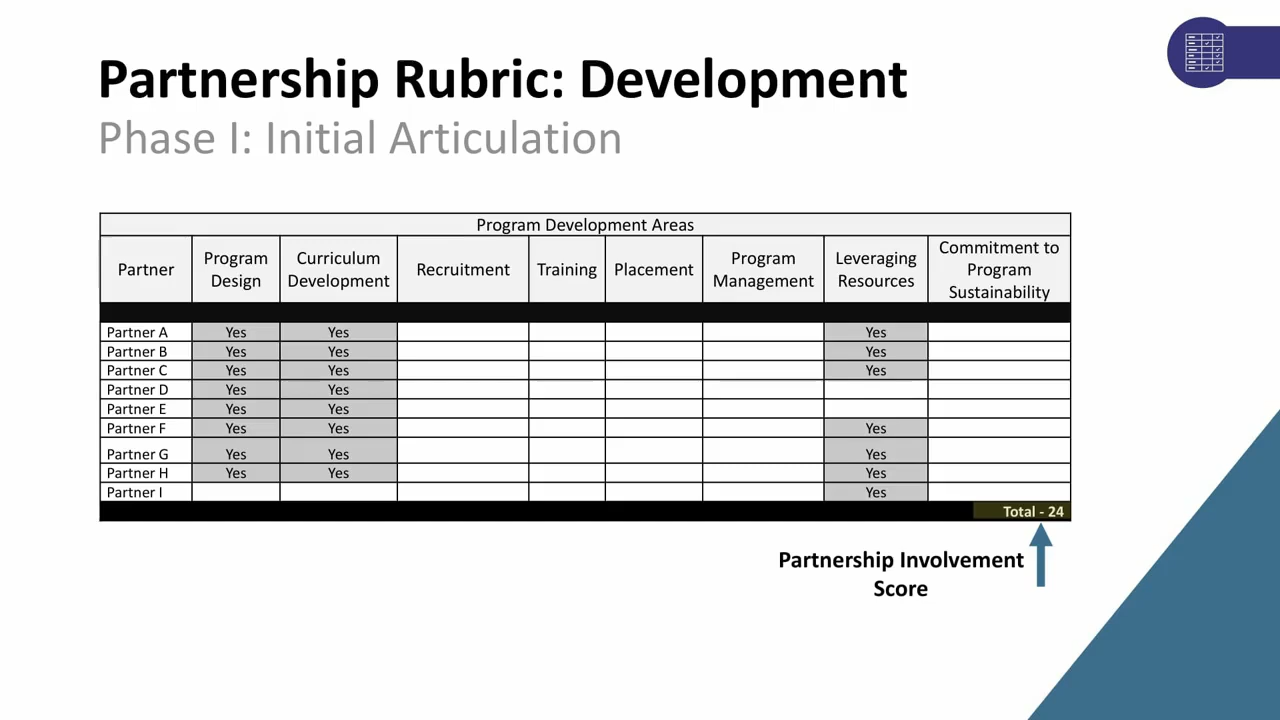 Partnership Rubric: Development
Phase I: Initial Articulation
Program Development Areas
Partner Program Design Curriculum Development Recruitment Training Placement Program Management Leveraging Resources Commitment to Program Sustainability
Partner A Yes Yes Yes
Partner B Yes Yes Yes
Partner C Yes Yes Yes
Partner D Yes Yes
Partner E Yes Yes
Partner F Yes Yes Yes
Partner G Yes Yes Yes
Partner H Yes Yes Yes
Partner I Yes
Total - 24
Partnership Involvement
Score